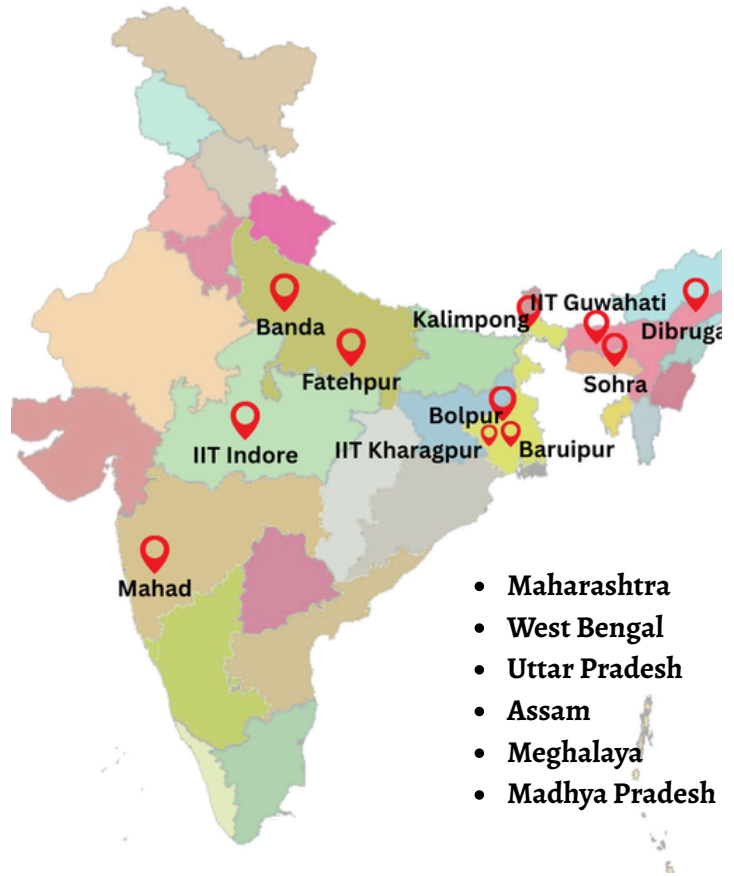 IIT Guwahati
Kalimpong
Banda
Dibruga
Fatehpur
Sohra
Bolpur
IIT Indore
IIT Kharagpur
Baruipur
Mahad
• Maharashtra
• West Bengal
• Uttar Pradesh
• Assam
• Meghalaya
• Madhya Pradesh